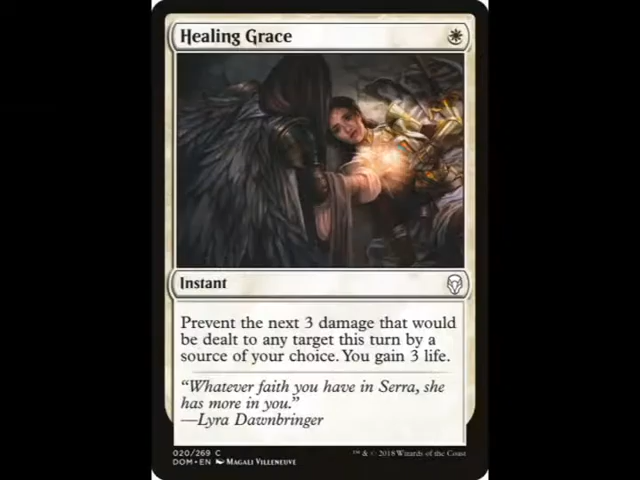 Healing Grace
Instant
Prevent the next 3 damage that would
be dealt to any target this turn by a
source of your choice. You gain 3 life.
“Whatever faith you have in Serra, she
has more in you.”
—Lyra Dawnbringer
020/269 C
DOM • EN Magali Villeneuve
™ & © 2018 Wizards of the Coast